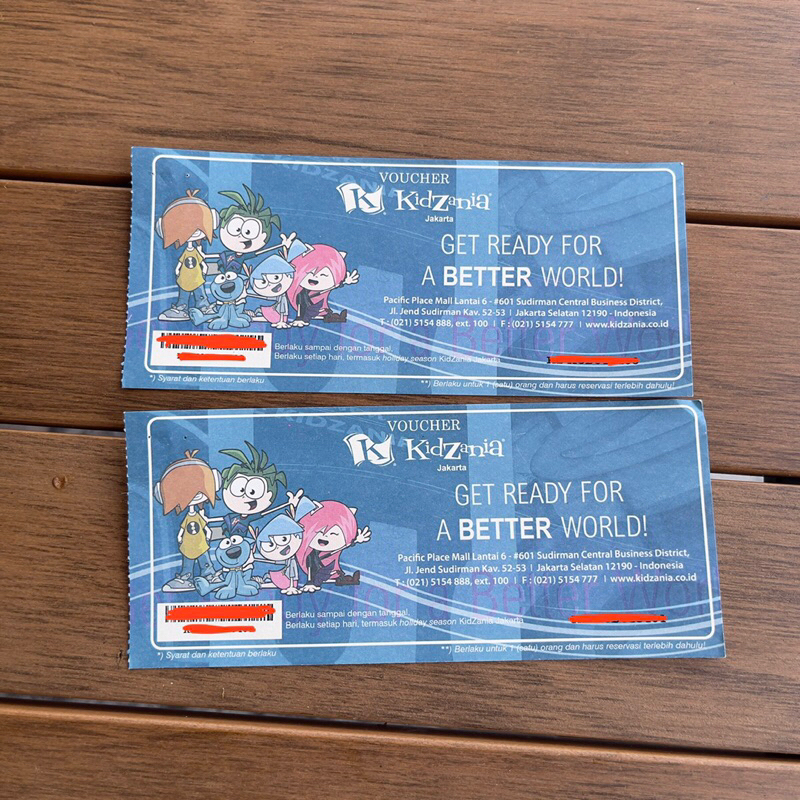 VOUCHER
KidZania
Jakarta
GET READY FOR
A BETTER WORLD!
Pacific Place Mall Lantai 6 - #601 Sudirman Central Business District,
Jl. Jend Sudirman Kav. 52-53 | Jakarta Selatan 12190 - Indonesia
T : (021) 5154 888, ext. 100 | F : (021) 5154 777 | www.kidzania.co.id
Berlaku sampai dengan tanggal
Berlaku setiap hari, termasuk holiday season KidZania Jakarta
*) Syarat dan ketentuan berlaku
**) Berlaku untuk 1 (satu) orang dan harus reservasi terlebih dahulu!
VOUCHER
KidZania
Jakarta
GET READY FOR
A BETTER WORLD!
Pacific Place Mall Lantai 6 - #601 Sudirman Central Business District,
Jl. Jend Sudirman Kav. 52-53 | Jakarta Selatan 12190 - Indonesia
T : (021) 5154 888, ext. 100 | F : (021) 5154 777 | www.kidzania.co.id
Berlaku sampai dengan tanggal,
Berlaku setiap hari, termasuk holiday season KidZania Jakarta
*) Syarat dan ketentuan berlaku
**) Berlaku untuk 1 (satu) orang dan harus reservasi terlebih dahulu!